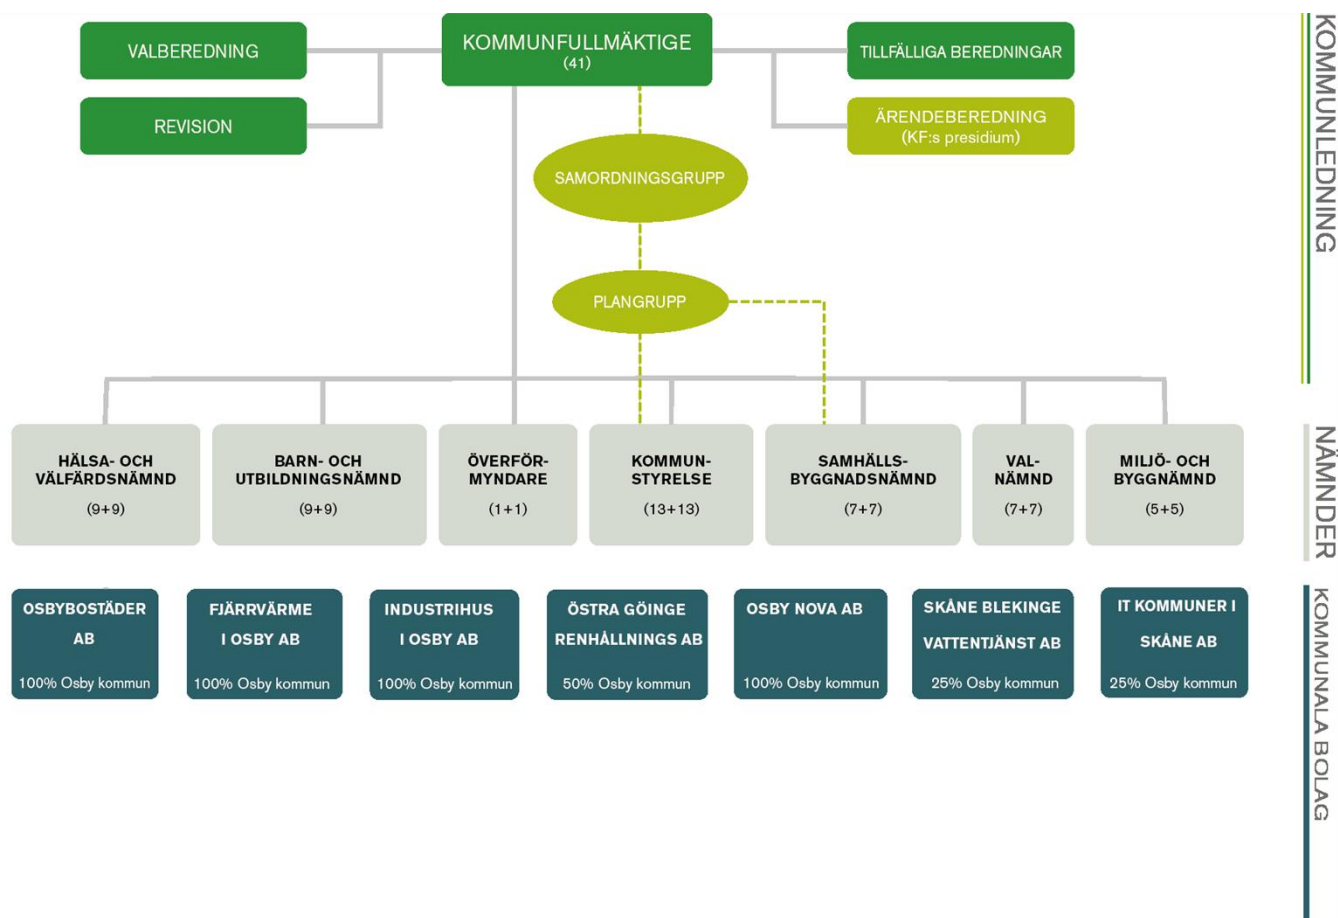 VALBEREDNING
KOMMUNFULLMÄKTIGE
(41)
TILLFÄLLIGA BEREDNINGAR
REVISION
ÄRENDEBEREDNING
(KF:s presidium)
SAMORDNINGSGRUPP
PLANGRUPP
KOMMUNLEDNING
HÄLSA- OCH
VÄLFÄRDSNÄMND
(9+9)
BARN- OCH
UTBILDNINGSNÄMND
(9+9)
ÖVERFÖR-
MYNDARE
(1+1)
KOMMUN-
STYRELSE
(13+13)
SAMHÄLLS-
BYGGNADSNÄMND
(7+7)
VAL-
NÄMND
(7+7)
MILJÖ- OCH
BYGGNÄMND
(5+5)
NÄMNDER
OSBYBOSTÄDER
AB
100% Osby kommun
FJÄRRVÄRME
I OSBY AB
100% Osby kommun
INDUSTRIHUS
I OSBY AB
100% Osby kommun
ÖSTRA GÖINGE
RENHÅLLNINGS AB
50% Osby kommun
OSBY NOVA AB
100% Osby kommun
SKÅNE BLEKINGE
VATTENTJÄNST AB
25% Osby kommun
IT KOMMUNER I
SKÅNE AB
25% Osby kommun
KOMMUNALA BOLAG